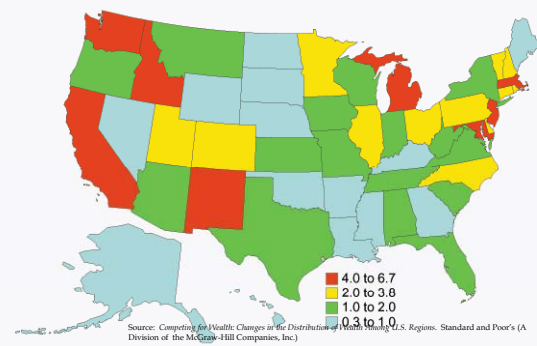 4.0 to 6.7
2.0 to 3.8
1.0 to 2.0
0.3 to 1.0
Source: Competing for Wealth: Changes in the Distribution of Wealth Among U.S. Regions. Standard and Poor's (A
Division of the McGraw-Hill Companies, Inc.)